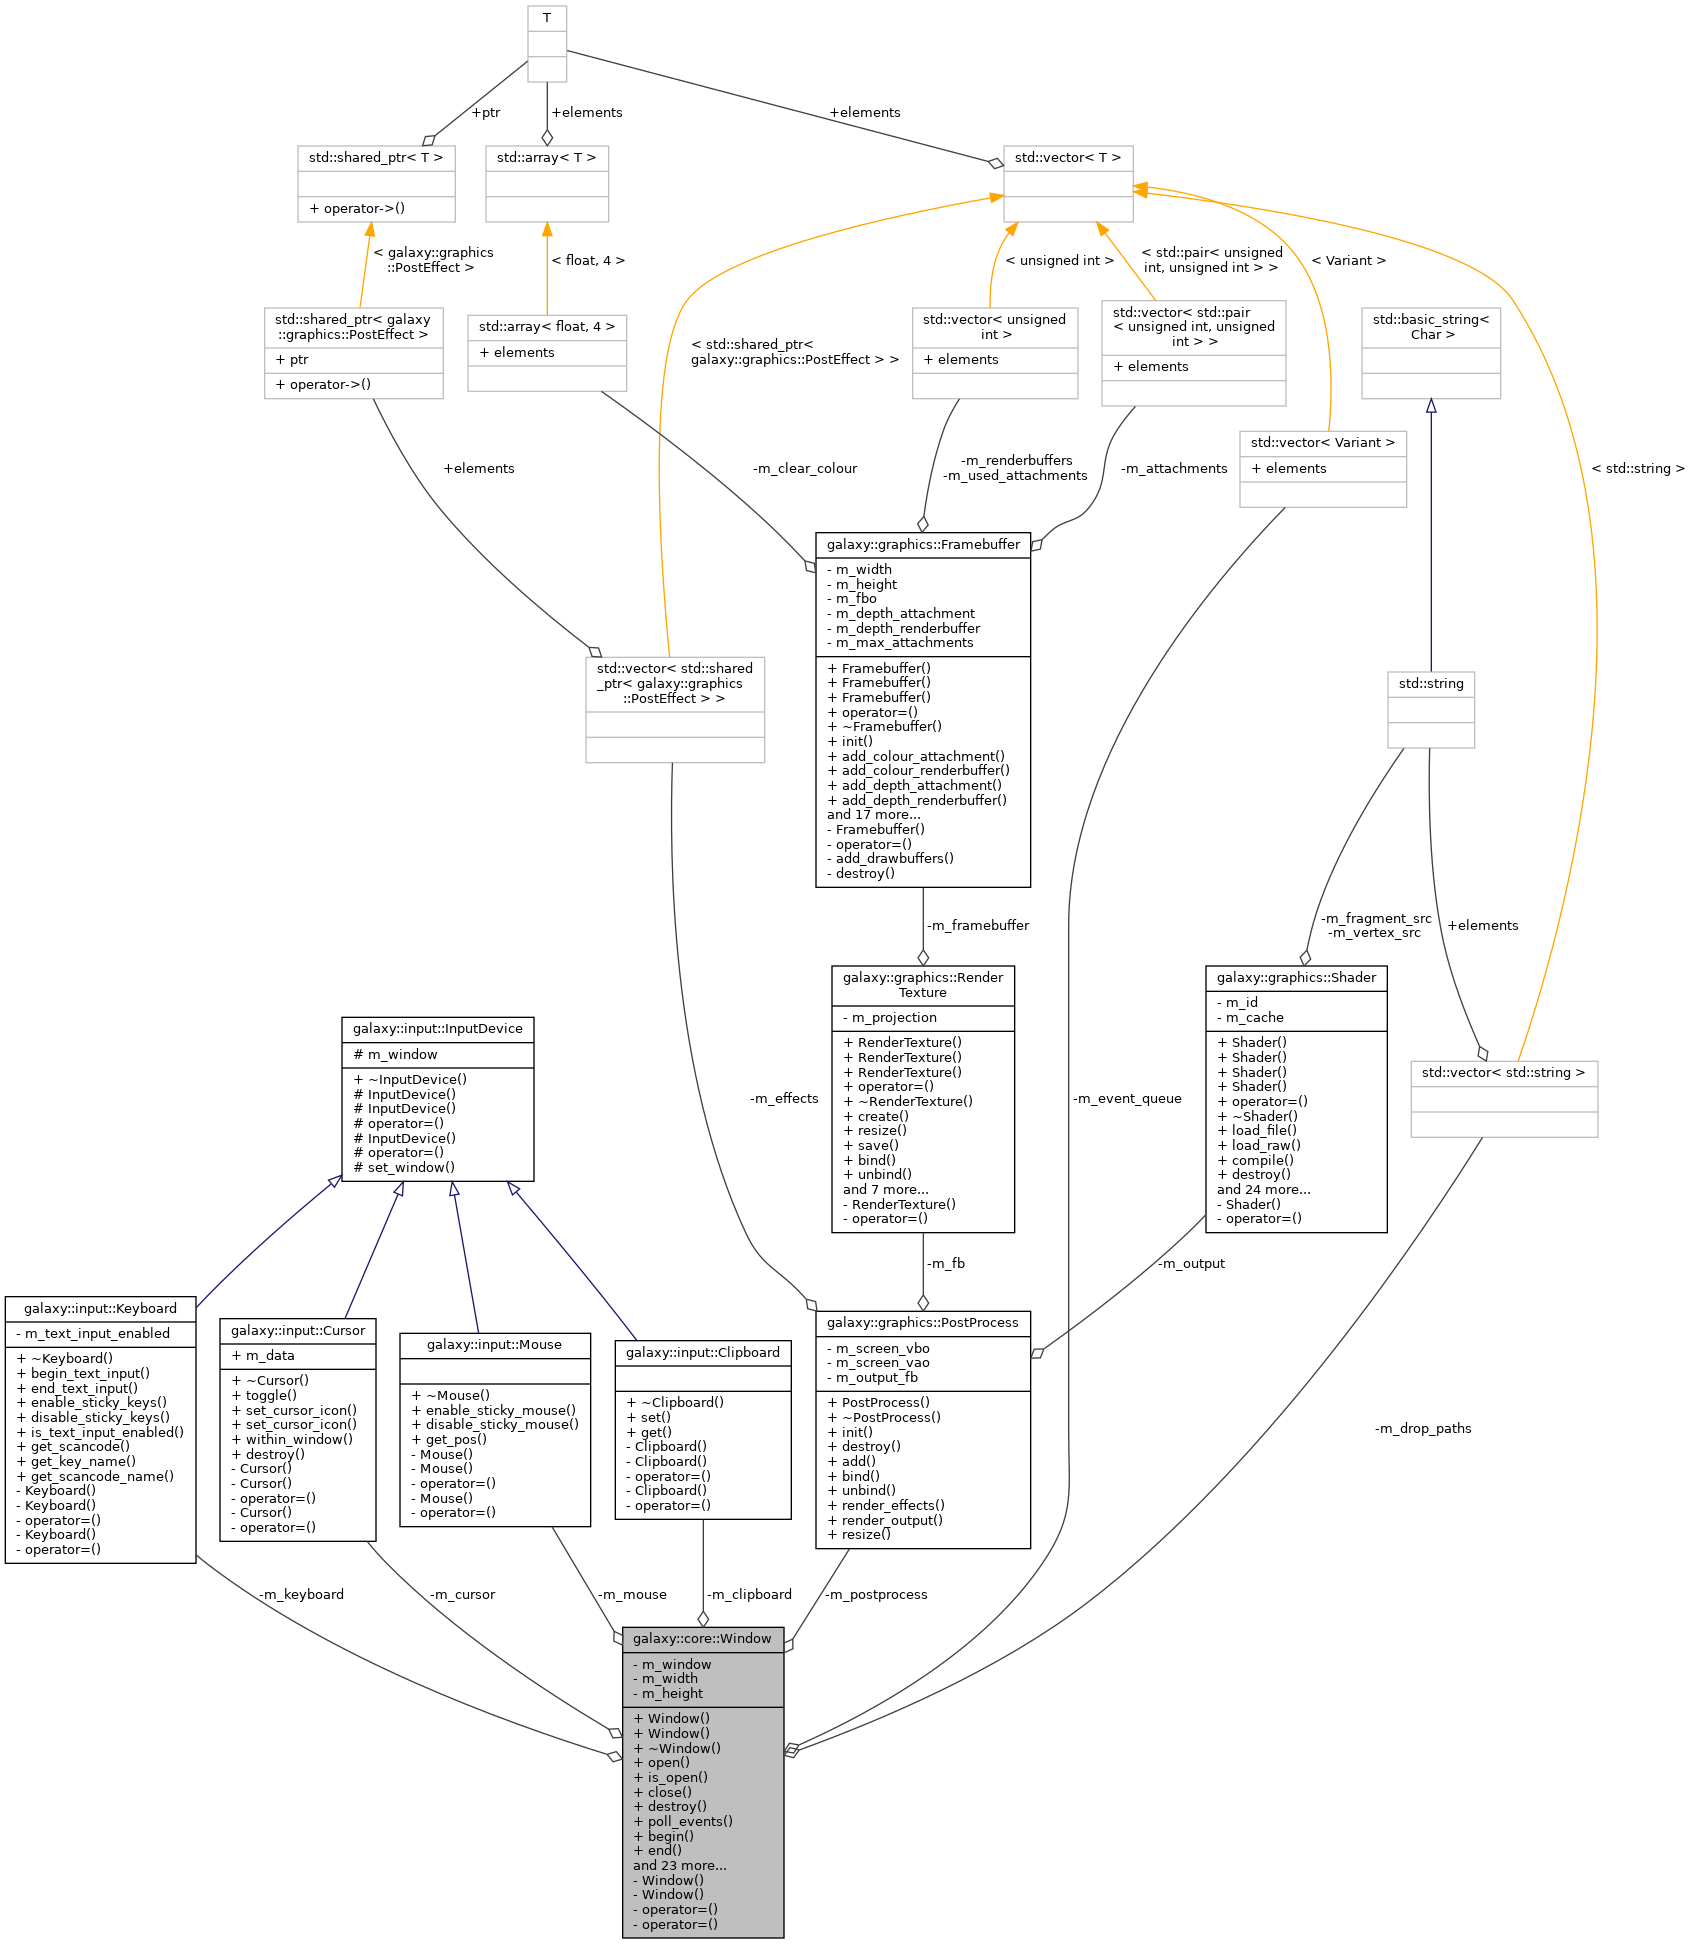 T
+ptr
+elements
+elements
std::shared_ptr< T >
+ operator->()
std::array< T >
std::vector< T >
< galaxy::graphics
::PostEffect >
< float, 4 >
< unsigned int >
< std::pair< unsigned
int, unsigned int > >
< Variant >
std::shared_ptr< galaxy
::graphics::PostEffect >
+ ptr
+ operator->()
std::array< float, 4 >
+ elements
< std::shared_ptr<
galaxy::graphics::PostEffect > >
std::vector< unsigned
int >
+ elements
std::vector< std::pair
< unsigned int, unsigned
int > >
+ elements
std::basic_string<
Char >
std::vector< Variant >
+ elements
+elements
-m_clear_colour
-m_renderbuffers
-m_used_attachments
-m_attachments
< std::string >
galaxy::graphics::Framebuffer
- m_width
- m_height
- m_fbo
- m_depth_attachment
- m_depth_renderbuffer
- m_max_attachments
+ Framebuffer()
+ Framebuffer()
+ Framebuffer()
+ operator=()
+ ~Framebuffer()
+ init()
+ add_colour_attachment()
+ add_colour_renderbuffer()
+ add_depth_attachment()
+ add_depth_renderbuffer()
and 17 more...
- Framebuffer()
- operator=()
- add_drawbuffers()
- destroy()
std::vector< std::shared
_ptr< galaxy::graphics
::PostEffect > >
std::string
-m_framebuffer
-m_fragment_src
-m_vertex_src
+elements
galaxy::graphics::Render
Texture
- m_projection
+ RenderTexture()
+ RenderTexture()
+ RenderTexture()
+ operator=()
+ ~RenderTexture()
+ create()
+ resize()
+ save()
+ bind()
+ unbind()
and 7 more...
- RenderTexture()
- operator=()
galaxy::graphics::Shader
- m_id
- m_cache
+ Shader()
+ Shader()
+ Shader()
+ Shader()
+ operator=()
+ ~Shader()
+ load_file()
+ load_raw()
+ compile()
+ destroy()
and 24 more...
- Shader()
- operator=()
galaxy::input::InputDevice
# m_window
+ ~InputDevice()
# InputDevice()
# InputDevice()
# operator=()
# InputDevice()
# operator=()
# set_window()
std::vector< std::string >
-m_effects
-m_event_queue
-m_fb
-m_output
galaxy::input::Keyboard
- m_text_input_enabled
+ ~Keyboard()
+ begin_text_input()
+ end_text_input()
+ enable_sticky_keys()
+ disable_sticky_keys()
+ is_text_input_enabled()
+ get_scancode()
+ get_key_name()
+ get_scancode_name()
- Keyboard()
- Keyboard()
- operator=()
- Keyboard()
- operator=()
galaxy::input::Cursor
+ m_data
+ ~Cursor()
+ toggle()
+ set_cursor_icon()
+ set_cursor_icon()
+ within_window()
+ destroy()
- Cursor()
- Cursor()
- operator=()
- Cursor()
- operator=()
galaxy::input::Mouse
+ ~Mouse()
+ enable_sticky_mouse()
+ disable_sticky_mouse()
+ get_pos()
- Mouse()
- Mouse()
- operator=()
- Mouse()
- operator=()
galaxy::input::Clipboard
+ ~Clipboard()
+ set()
+ get()
- Clipboard()
- Clipboard()
- operator=()
- Clipboard()
- operator=()
galaxy::graphics::PostProcess
- m_screen_vbo
- m_screen_vao
- m_output_fb
+ PostProcess()
+ ~PostProcess()
+ init()
+ destroy()
+ add()
+ bind()
+ unbind()
+ render_effects()
+ render_output()
+ resize()
-m_drop_paths
-m_keyboard
-m_cursor
-m_mouse
-m_clipboard
-m_postprocess
galaxy::core::Window
- m_window
- m_width
- m_height
+ Window()
+ Window()
+ ~Window()
+ open()
+ is_open()
+ close()
+ destroy()
+ poll_events()
+ begin()
+ end()
and 23 more...
- Window()
- Window()
- operator=()
- operator=()